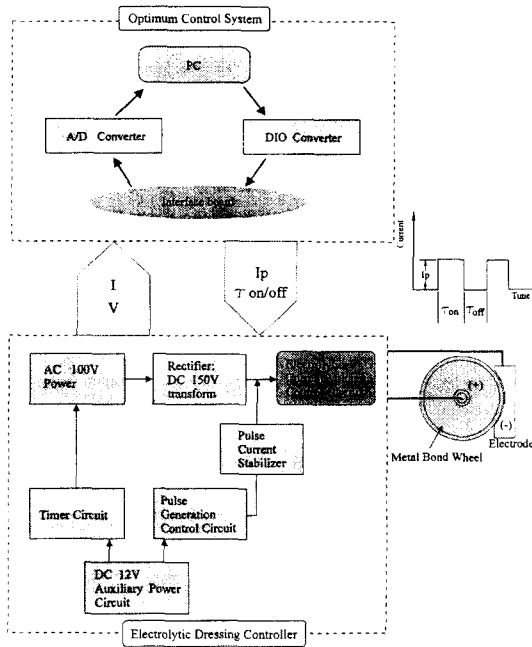 Optimum Control System
PC
A/D Converter
DIO Converter
Interface board
I
V
Ip
τ on/off
Current
Ip
τon
τoff
Time
AC 100V
Power
Rectifier:
DC 150V
transform
(+)
(-)
Electrode
Metal Bond Wheel
Pulse
Current
Stabilizer
Timer Circuit
Pulse
Generation
Control Circuit
DC 12V
Auxiliary Power
Circuit
Electrolytic Dressing Controller